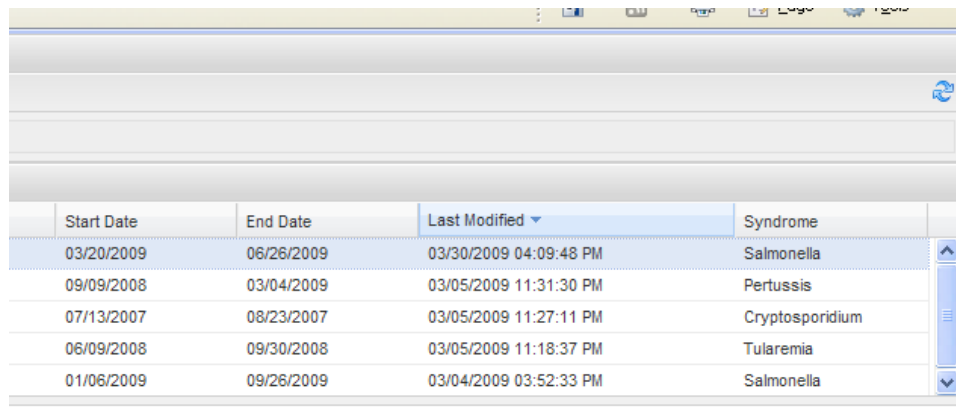 Start Date End Date Last Modified Syndrome
03/20/2009 06/26/2009 03/30/2009 04:09:48 PM Salmonella
09/09/2008 03/04/2009 03/05/2009 11:31:30 PM Pertussis
07/13/2007 08/23/2007 03/05/2009 11:27:11 PM Cryptosporidium
06/09/2008 09/30/2008 03/05/2009 11:18:37 PM Tularemia
01/06/2009 09/26/2009 03/04/2009 03:52:33 PM Salmonella